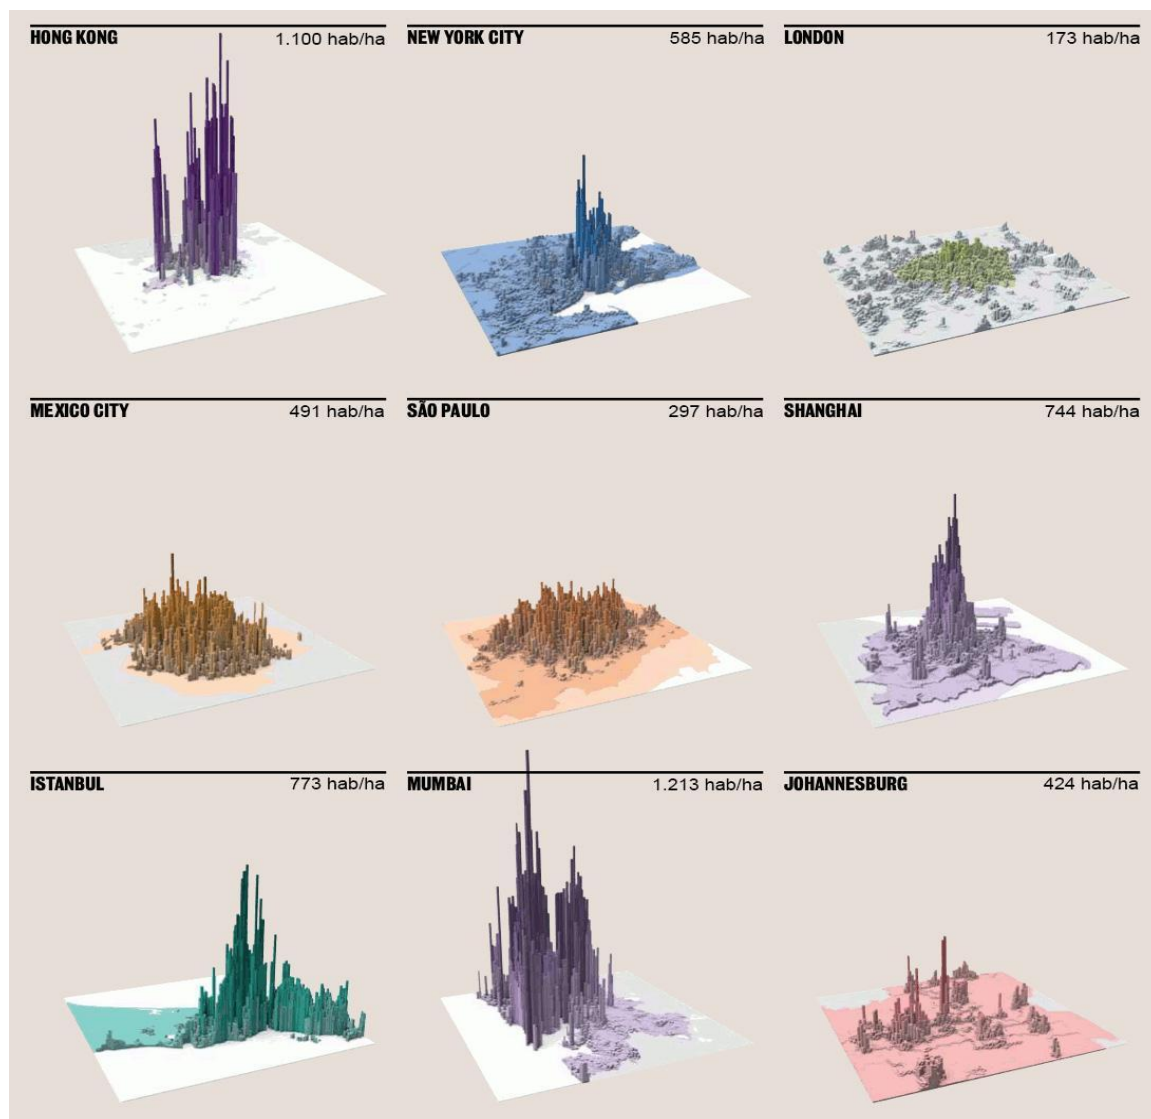 HONG KONG 1.100 hab/ha
NEW YORK CITY 585 hab/ha
LONDON 173 hab/ha
MEXICO CITY 491 hab/ha
SÃO PAULO 297 hab/ha
SHANGHAI 744 hab/ha
ISTANBUL 773 hab/ha
MUMBAI 1.213 hab/ha
JOHANNESBURG 424 hab/ha